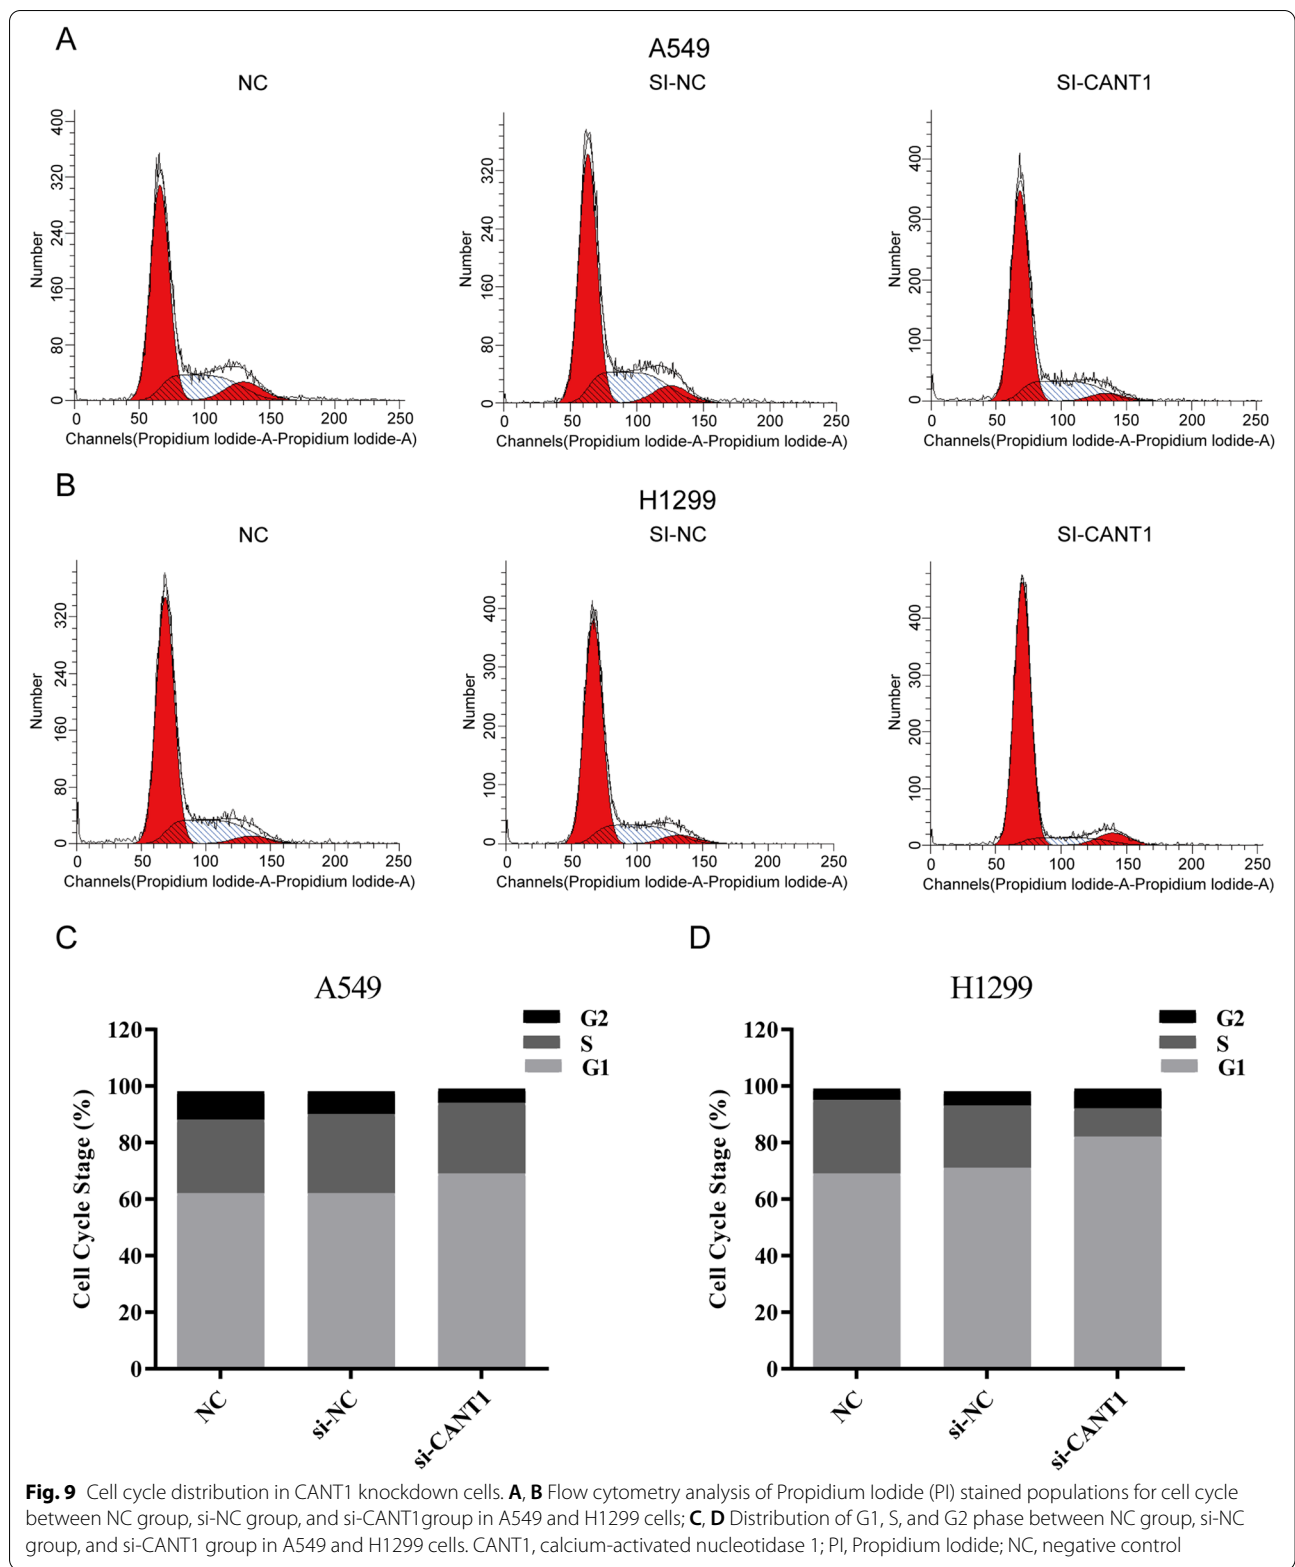 A
A549
NC
SI-NC
SI-CANT1
Number
400
320
240
160
80
0
0 50 100 150 200 250
Channels(Propidium Iodide-A-Propidium Iodide-A)
Number
320
240
160
80
0
0 50 100 150 200 250
Channels(Propidium Iodide-A-Propidium Iodide-A)
Number
400
300
200
100
0
0 50 100 150 200 250
Channels(Propidium Iodide-A-Propidium Iodide-A)
B
H1299
NC
SI-NC
SI-CANT1
Number
320
240
160
80
0
0 50 100 150 200 250
Channels(Propidium Iodide-A-Propidium Iodide-A)
Number
400
300
200
100
0
0 50 100 150 200 250
Channels(Propidium Iodide-A-Propidium Iodide-A)
Number
400
300
200
100
0
0 50 100 150 200 250
Channels(Propidium Iodide-A-Propidium Iodide-A)
C
A549
G2
S
G1
Cell Cycle Stage (%)
120
100
80
60
40
20
0
NC
si-NC
si-CANT1
D
H1299
G2
S
G1
Cell Cycle Stage (%)
120
100
80
60
40
20
0
NC
si-NC
si-CANT1
Fig. 9 Cell cycle distribution in CANT1 knockdown cells. A, B Flow cytometry analysis of Propidium Iodide (PI) stained populations for cell cycle
between NC group, si-NC group, and si-CANT1group in A549 and H1299 cells; C, D Distribution of G1, S, and G2 phase between NC group, si-NC
group, and si-CANT1 group in A549 and H1299 cells. CANT1, calcium-activated nucleotidase 1; PI, Propidium Iodide; NC, negative control